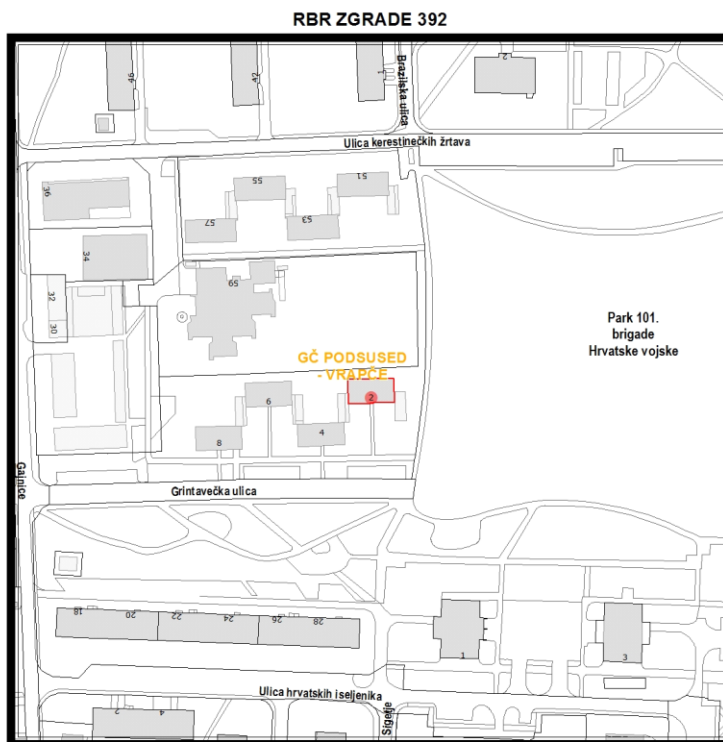 RBR ZGRADE 392
46
42
1
2
Brazilska ulica
Ulica kerestinečkih žrtava
36
55
51
57
53
34
59
32
30
Park 101.
brigade
Hrvatske vojske
GČ PODSUSED
- VRAPČE
6
2
8
4
Gajnice
Grintavečka ulica
18
20
22
24
26
28
1
3
Ulica hrvatskih iseljenika
2
4
Sigetje